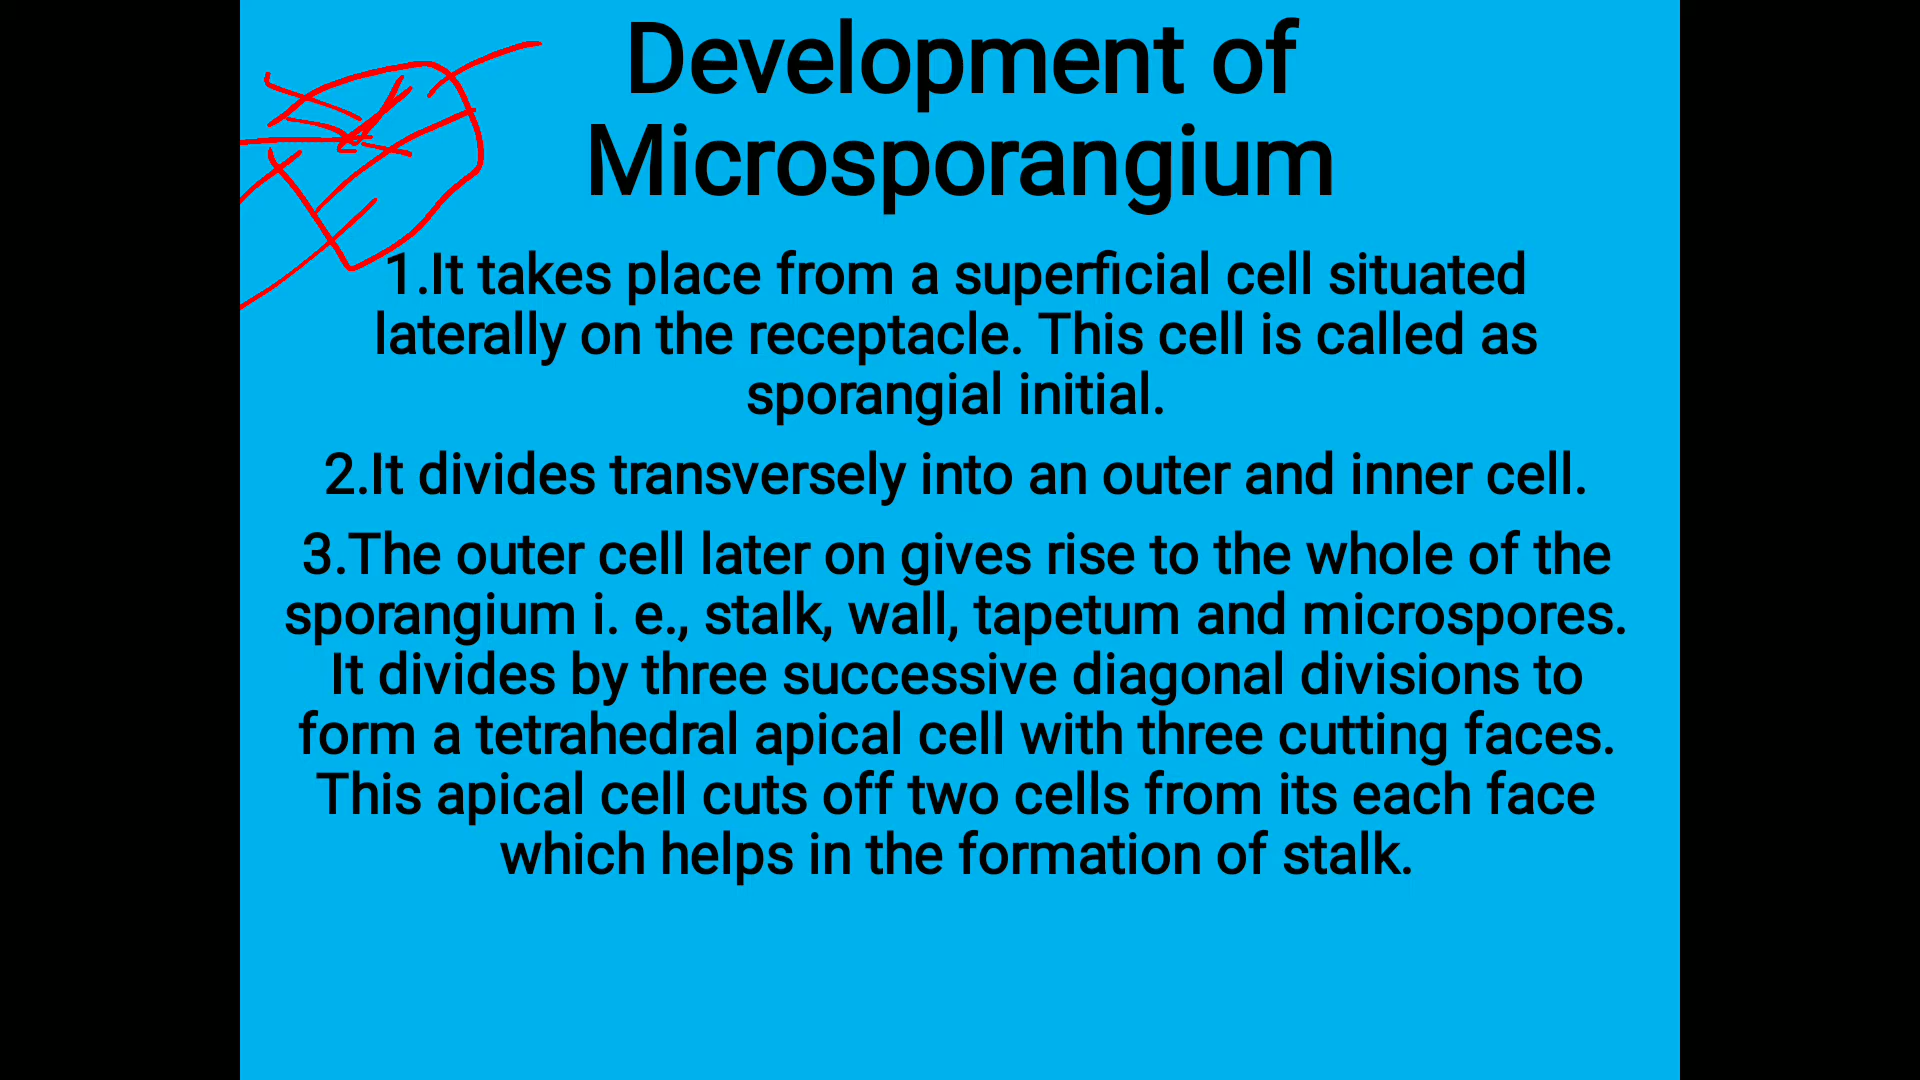 Development of
Microsporangium
1.It takes place from a superficial cell situated
laterally on the receptacle. This cell is called as
sporangial initial.
2.It divides transversely into an outer and inner cell.
3.The outer cell later on gives rise to the whole of the
sporangium i. e., stalk, wall, tapetum and microspores.
It divides by three successive diagonal divisions to
form a tetrahedral apical cell with three cutting faces.
This apical cell cuts off two cells from its each face
which helps in the formation of stalk.